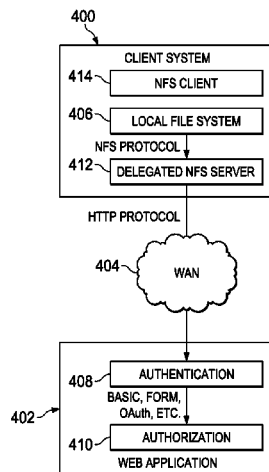 400
CLIENT SYSTEM
414
NFS CLIENT
406
LOCAL FILE SYSTEM
NFS PROTOCOL
412
DELEGATED NFS SERVER
HTTP PROTOCOL
404
WAN
408
AUTHENTICATION
BASIC, FORM,
OAuth, ETC.
402
410
AUTHORIZATION
WEB APPLICATION